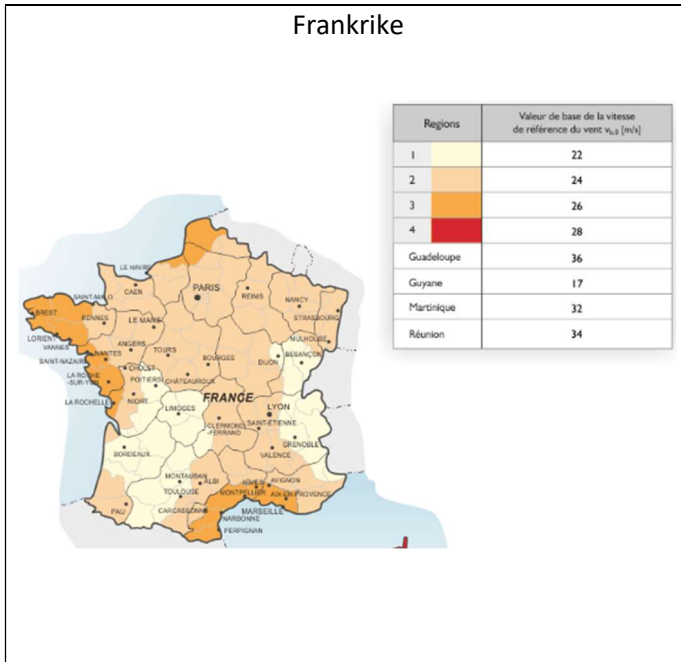 Frankrike
Regions
Valeur de base de la vitesse
de référence du vent vb,0 [m/s]
1
22
2
24
3
26
4
28
Guadeloupe
36
Guyane
17
Martinique
32
Réunion
34
LE HAVRE
CAEN
PARIS
REIMS
NANCY
STRASBOURG
SAINT-MALO
BREST
RENNES
LE MANS
LORIENT
VANNES
ANGERS
TOURS
MULHOUSE
SAINT-NAZAIRE
NANTES
BOURGES
DIJON
BESANÇON
CHOLET
LA ROCHE
-SUR-YON
POITIERS
CHÂTEAUROUX
LA ROCHELLE
NIORT
FRANCE
LIMOGES
LYON
CLERMOND
-FERRAND
SAINT-ÉTIENNE
GRENOBLE
BORDEAUX
VALENCE
MONTAUBAN
ALBI
NÎMES
AVIGNON
TOULOUSE
MONTPELLIER
AIX-EN-PROVENCE
PAU
CARCASSONNE
MARSEILLE
NARBONNE
PERPIGNAN